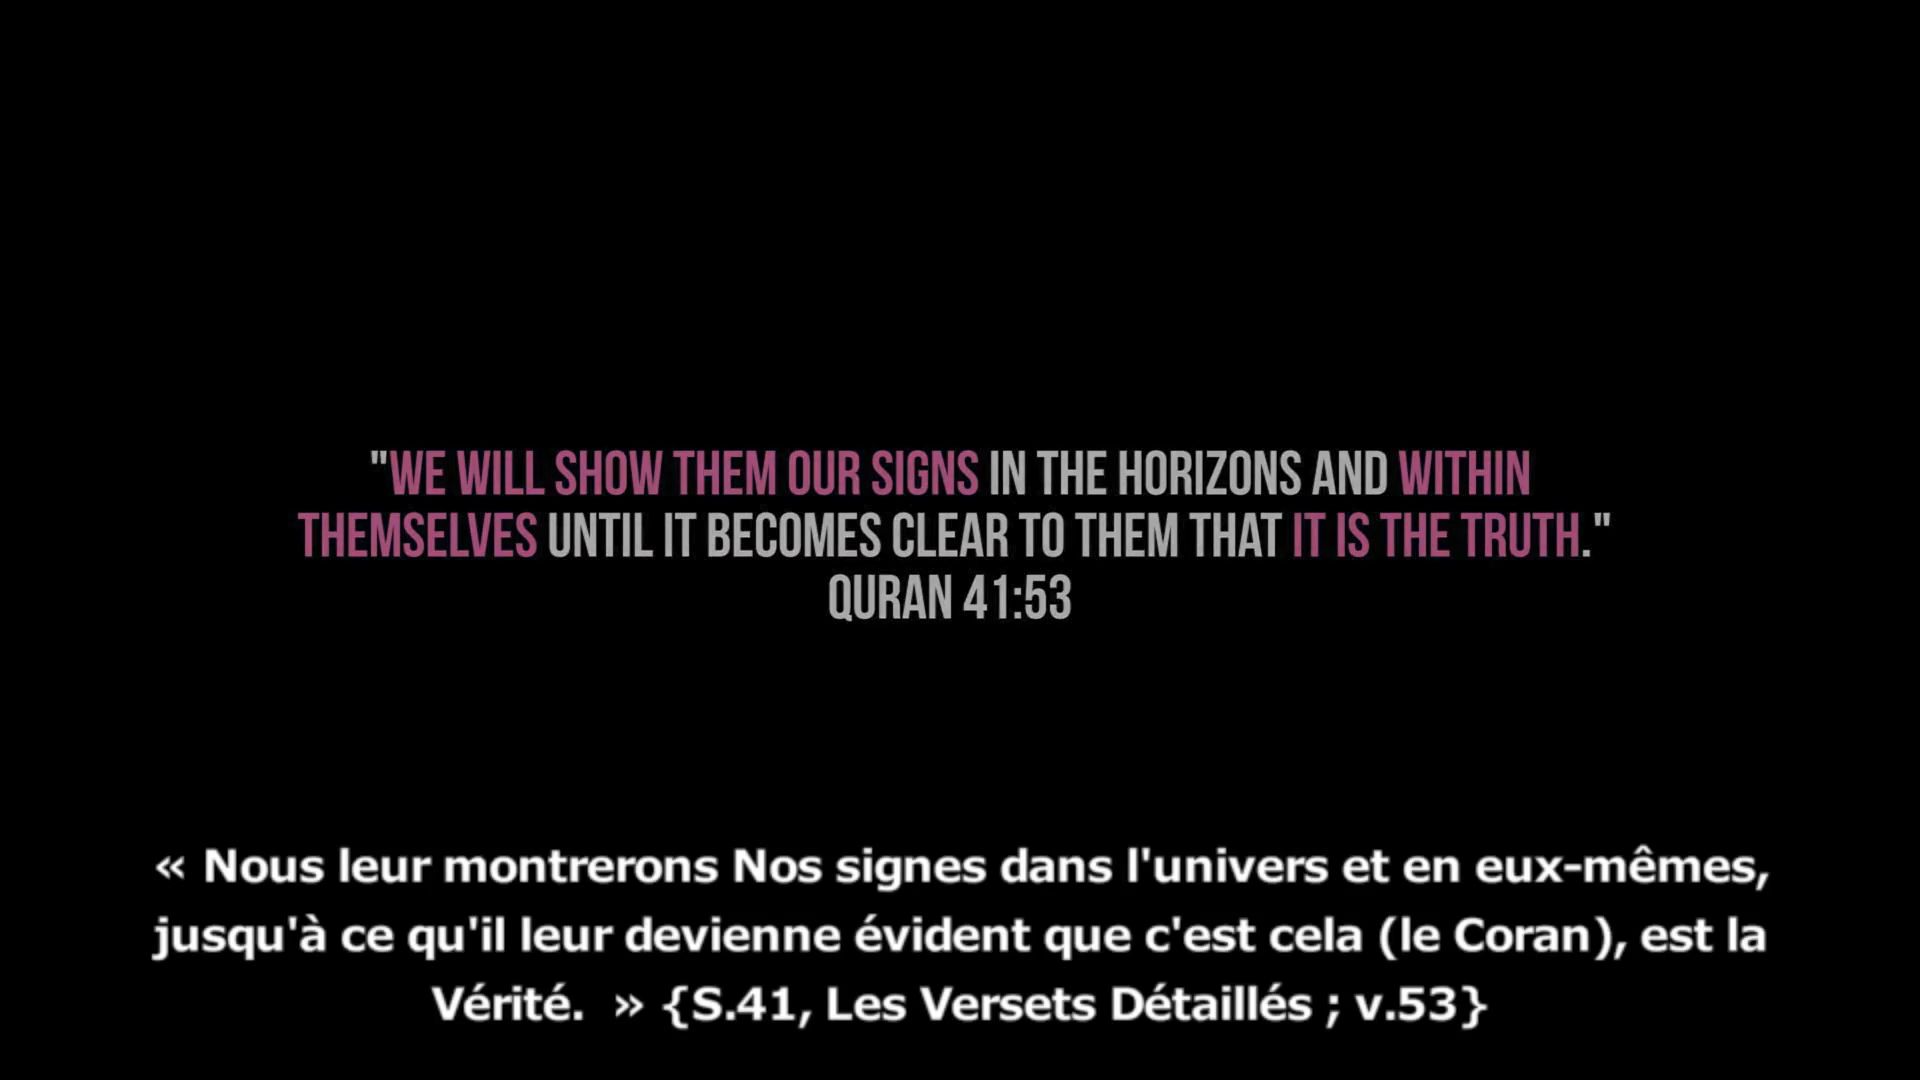 "WE WILL SHOW THEM OUR SIGNS IN THE HORIZONS AND WITHIN
THEMSELVES UNTIL IT BECOMES CLEAR TO THEM THAT IT IS THE TRUTH."
QURAN 41:53
« Nous leur montrerons Nos signes dans l'univers et en eux-mêmes,
jusqu'à ce qu'il leur devienne évident que c'est cela (le Coran), est la
Vérité.  » {S.41, Les Versets Détaillés ; v.53}